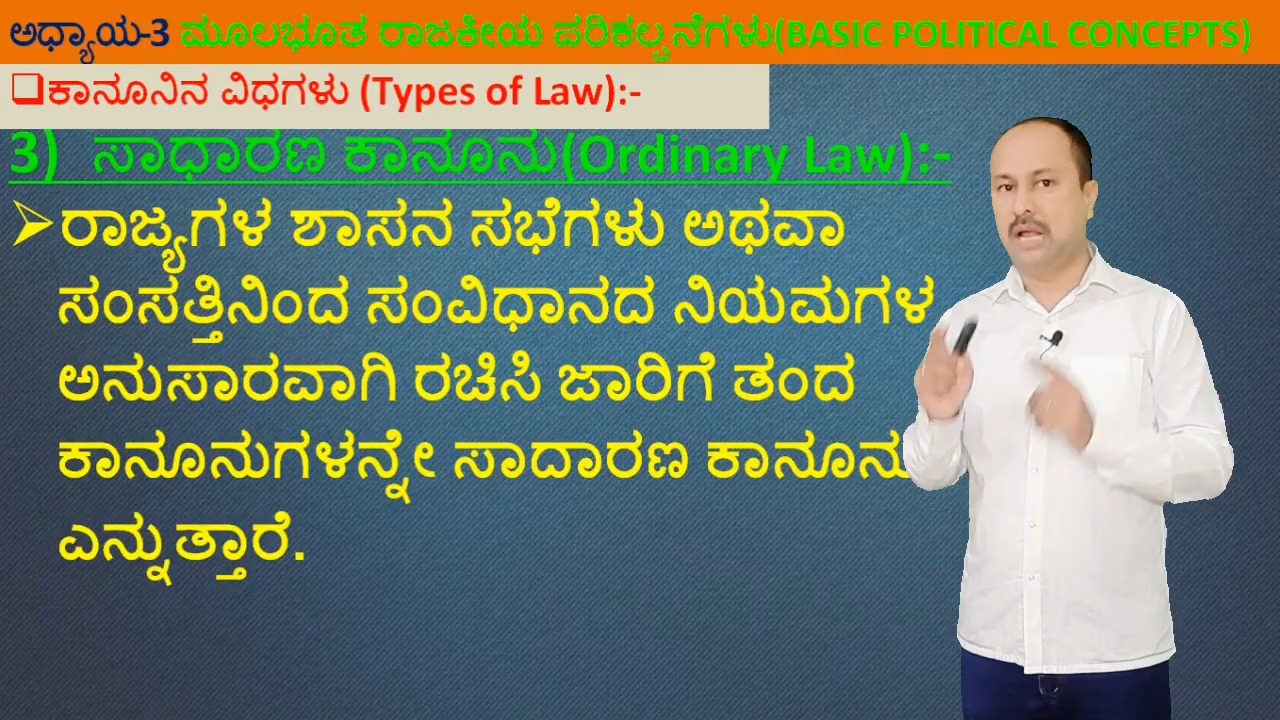 ಅಧ್ಯಾಯ-3 ಮೂಲಭೂತ ರಾಜಕೀಯ ಪರಿಕಲ್ಪನೆಗಳು(BASIC POLITICAL CONCEPTS)
❑ಕಾನೂನಿನ ವಿಧಗಳು (Types of Law):-
3) ಸಾಧಾರಣ ಕಾನೂನು(Ordinary Law):-
➢ರಾಜ್ಯಗಳ ಶಾಸನ ಸಭೆಗಳು ಅಥವಾ
ಸಂಸತ್ತಿನಿಂದ ಸಂವಿಧಾನದ ನಿಯಮಗಳ
ಅನುಸಾರವಾಗಿ ರಚಿಸಿ ಜಾರಿಗೆ ತಂದ
ಕಾನೂನುಗಳನ್ನೇ ಸಾದಾರಣ ಕಾನೂನು
ಎನ್ನುತ್ತಾರೆ.